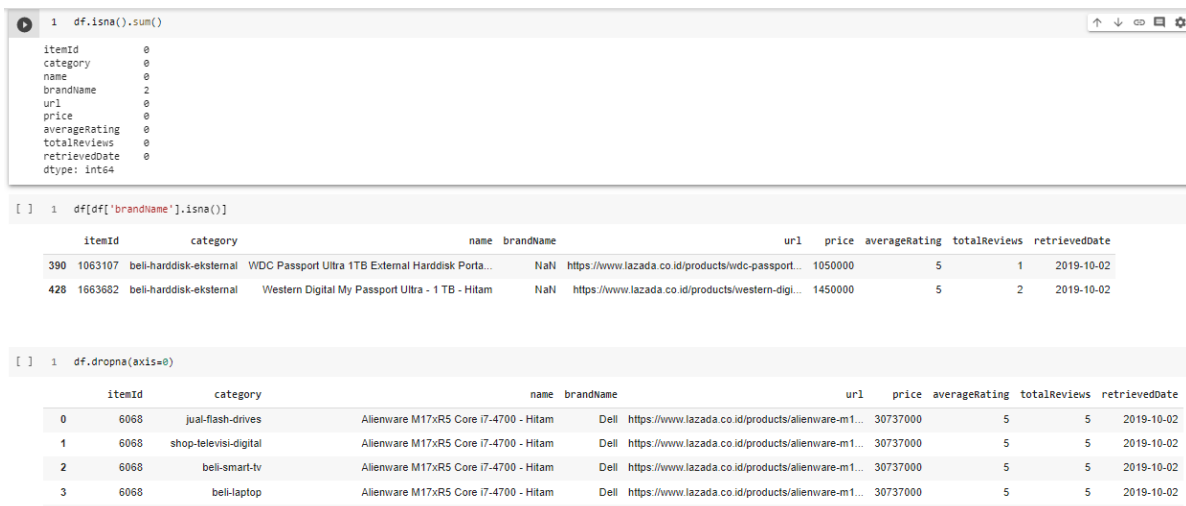 1 df.isna().sum()
itemId 0
category 0
name 0
brandName 2
url 0
price 0
averageRating 0
totalReviews 0
retrievedDate 0
dtype: int64
[ ] 1 df[df['brandName'].isna()]
itemId category name brandName url price averageRating totalReviews retrievedDate
390 1063107 beli-harddisk-eksternal WDC Passport Ultra 1TB External Harddisk Porta... NaN https://www.lazada.co.id/products/wdc-passport... 1050000 5 1 2019-10-02
428 1663682 beli-harddisk-eksternal Western Digital My Passport Ultra - 1 TB - Hitam NaN https://www.lazada.co.id/products/western-digi... 1450000 5 2 2019-10-02
[ ] 1 df.dropna(axis=0)
itemId category name brandName url price averageRating totalReviews retrievedDate
0 6068 jual-flash-drives Alienware M17xR5 Core i7-4700 - Hitam Dell https://www.lazada.co.id/products/alienware-m1... 30737000 5 5 2019-10-02
1 6068 shop-televisi-digital Alienware M17xR5 Core i7-4700 - Hitam Dell https://www.lazada.co.id/products/alienware-m1... 30737000 5 5 2019-10-02
2 6068 beli-smart-tv Alienware M17xR5 Core i7-4700 - Hitam Dell https://www.lazada.co.id/products/alienware-m1... 30737000 5 5 2019-10-02
3 6068 beli-laptop Alienware M17xR5 Core i7-4700 - Hitam Dell https://www.lazada.co.id/products/alienware-m1... 30737000 5 5 2019-10-02